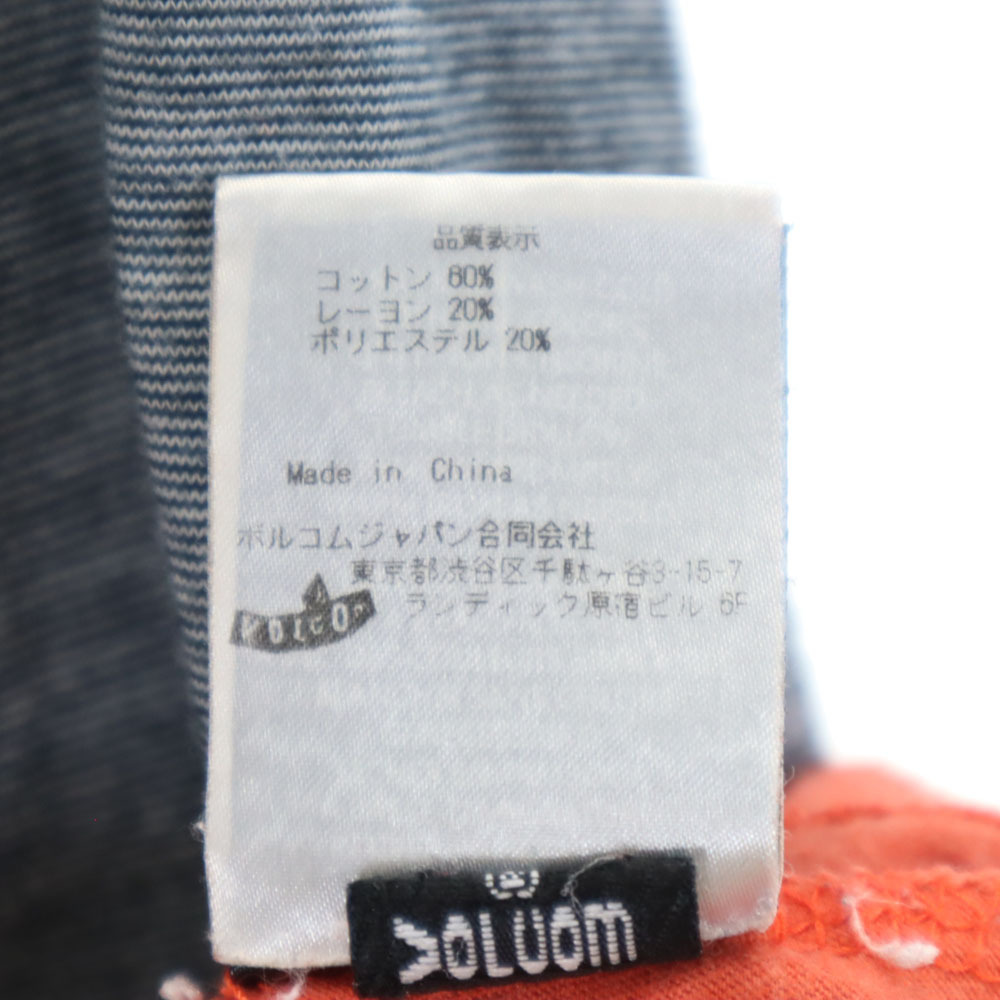 品質表示
コットン 60%
レーヨン 20%
ポリエステル 20%
Made in China
ボルコムジャパン合同会社
東京都渋谷区千駄ヶ谷3-15-7
ランディック原宿ビル 6F
VOLCOM
VOLCOM